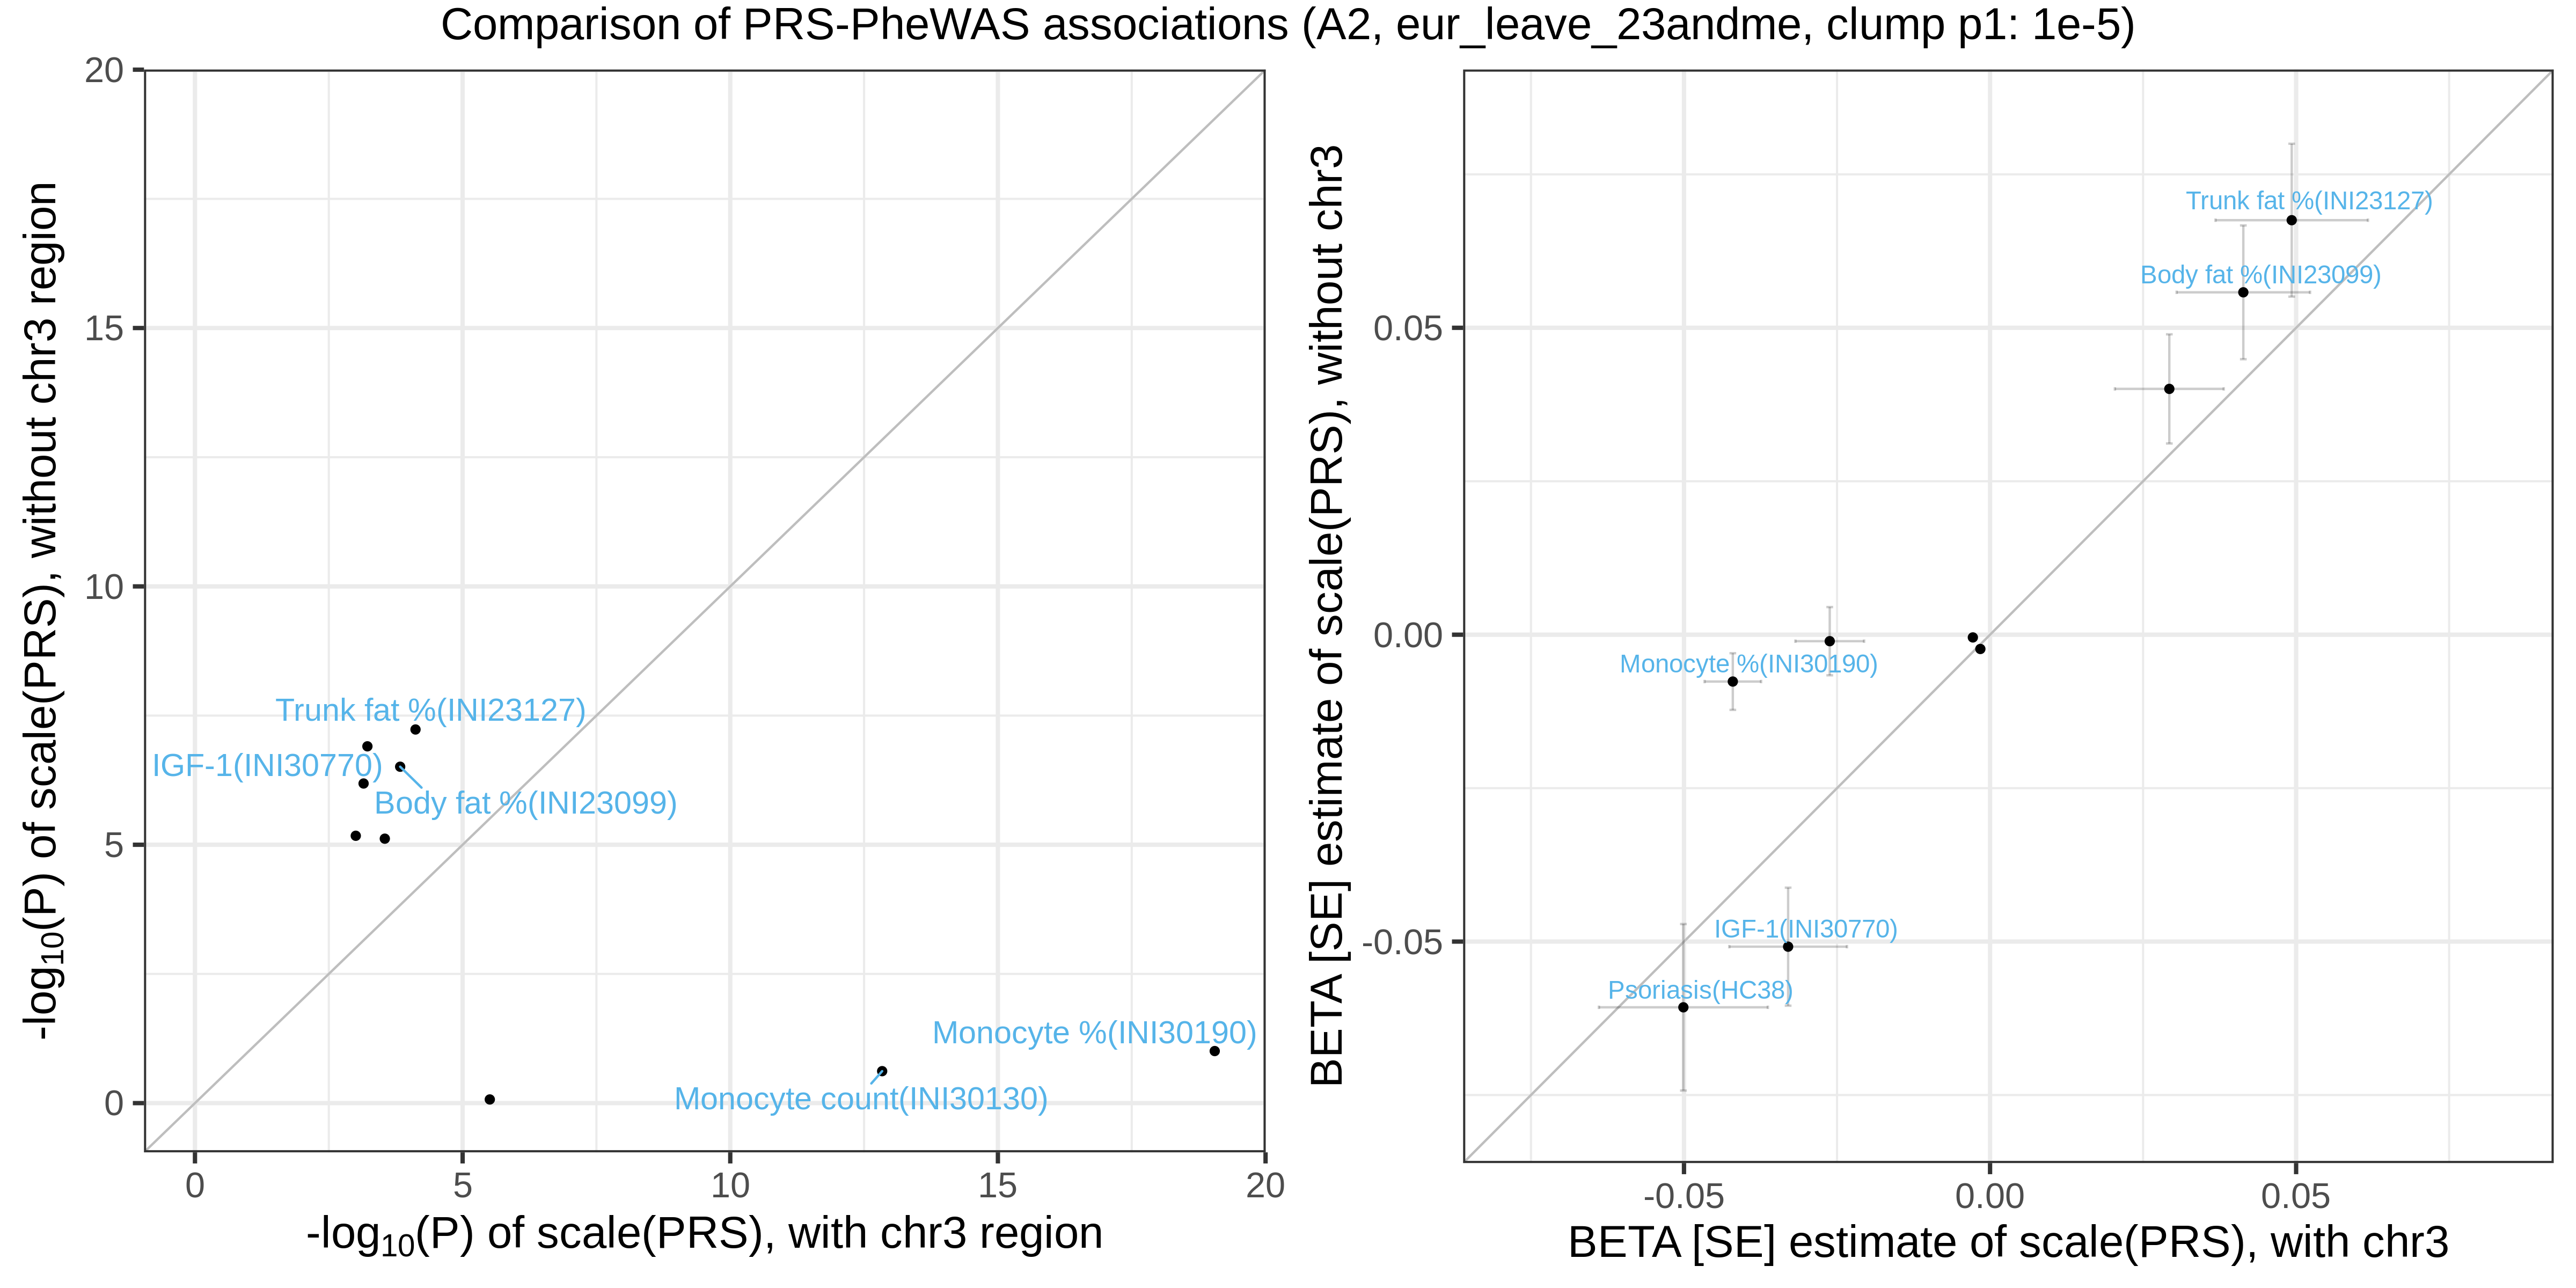 Comparison of PRS-PheWAS associations (A2, eur_leave_23andme, clump p1: 1e-5)
-log10(P) of scale(PRS), without chr3 region
20
15
10
5
0
Trunk fat %(INI23127)
IGF-1(INI30770)
Body fat %(INI23099)
Monocyte %(INI30190)
Monocyte count(INI30130)
0 5 10 15 20
-log10(P) of scale(PRS), with chr3 region
BETA [SE] estimate of scale(PRS), without chr3
0.05
0.00
-0.05
Trunk fat %(INI23127)
Body fat %(INI23099)
Monocyte %(INI30190)
IGF-1(INI30770)
Psoriasis(HC38)
-0.05 0.00 0.05
BETA [SE] estimate of scale(PRS), with chr3